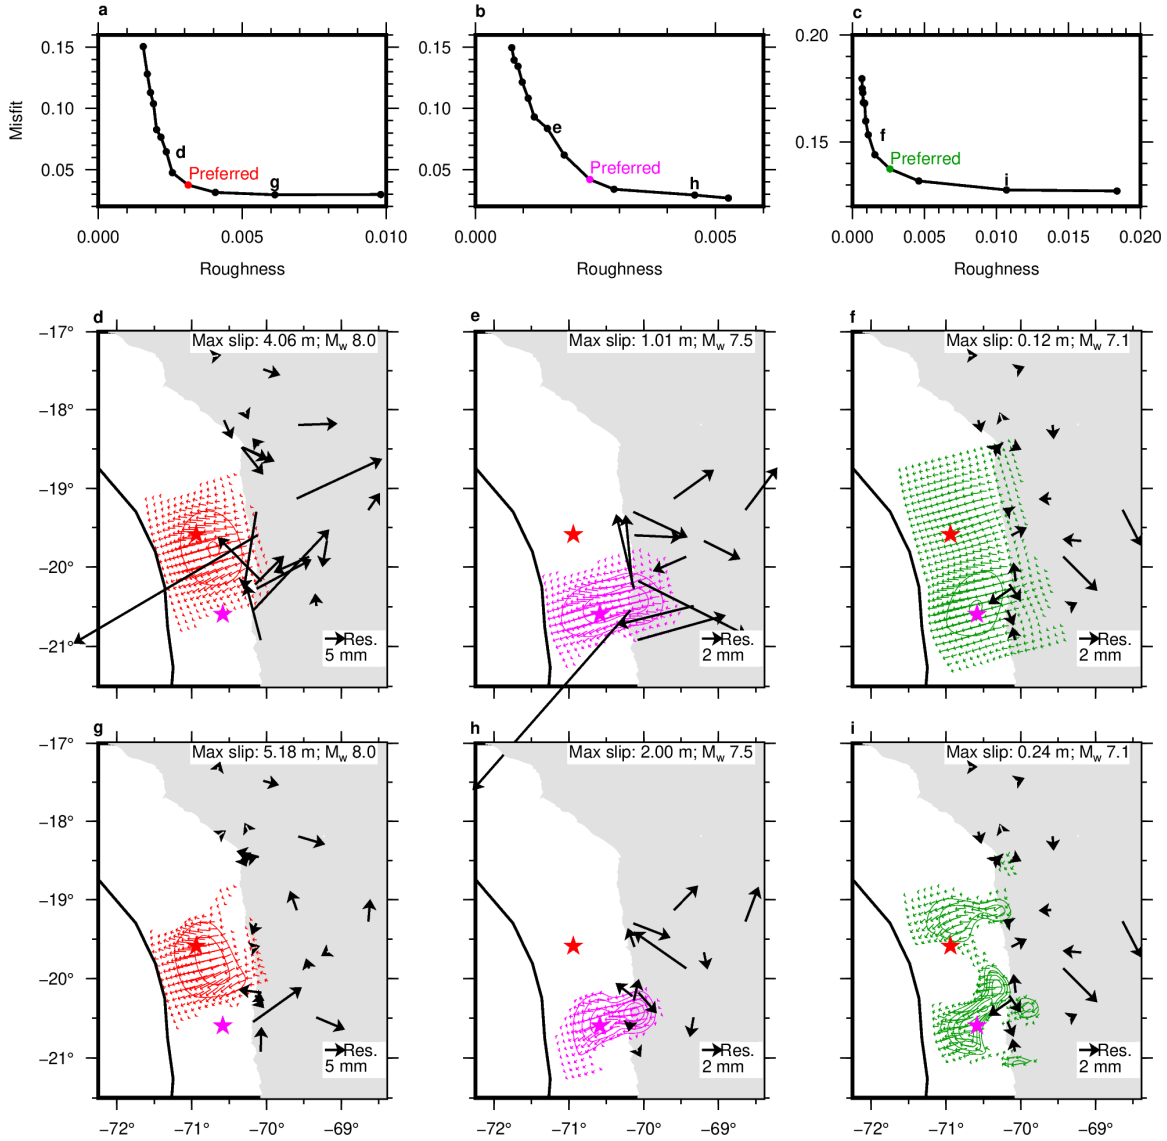 a
b
c
0.15
0.10
0.05
Misfit
d
Preferred
g
0.000
0.005
0.010
Roughness
0.15
0.10
0.05
e
Preferred
h
0.000
0.005
Roughness
0.20
0.15
f
Preferred
i
0.000
0.005
0.010
0.015
0.020
Roughness
d
Max slip: 4.06 m; Mw 8.0
−17°
−18°
−19°
−20°
−21°
Res.
5 mm
e
Max slip: 1.01 m; Mw 7.5
Res.
2 mm
f
Max slip: 0.12 m; Mw 7.1
Res.
2 mm
g
Max slip: 5.18 m; Mw 8.0
−17°
−18°
−19°
−20°
−21°
Res.
5 mm
−72°
−71°
−70°
−69°
h
Max slip: 2.00 m; Mw 7.5
Res.
2 mm
−72°
−71°
−70°
−69°
i
Max slip: 0.24 m; Mw 7.1
Res.
2 mm
−72°
−71°
−70°
−69°